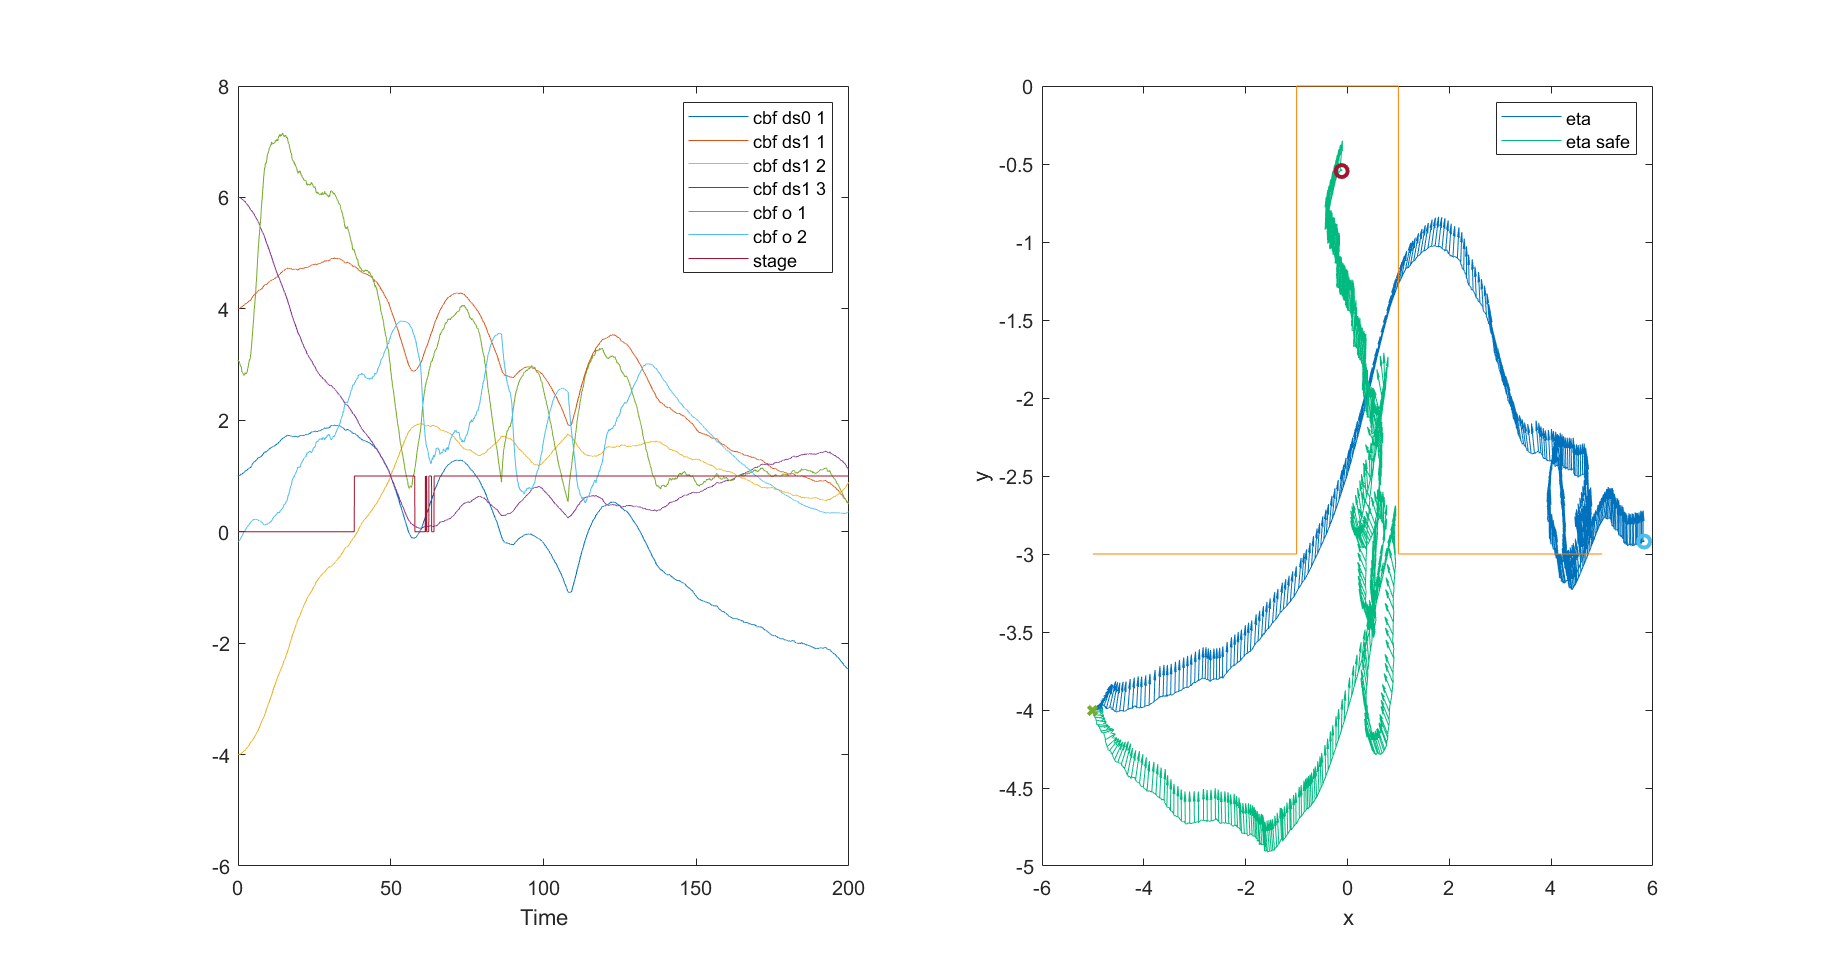 8
6
4
2
0
-2
-4
-6
0
50
100
150
200
Time
cbf ds0 1
cbf ds1 1
cbf ds1 2
cbf ds1 3
cbf o 1
cbf o 2
stage
0
-0.5
-1
-1.5
-2
-2.5
-3
-3.5
-4
-4.5
-5
y
-6
-4
-2
0
2
4
6
x
eta
eta safe